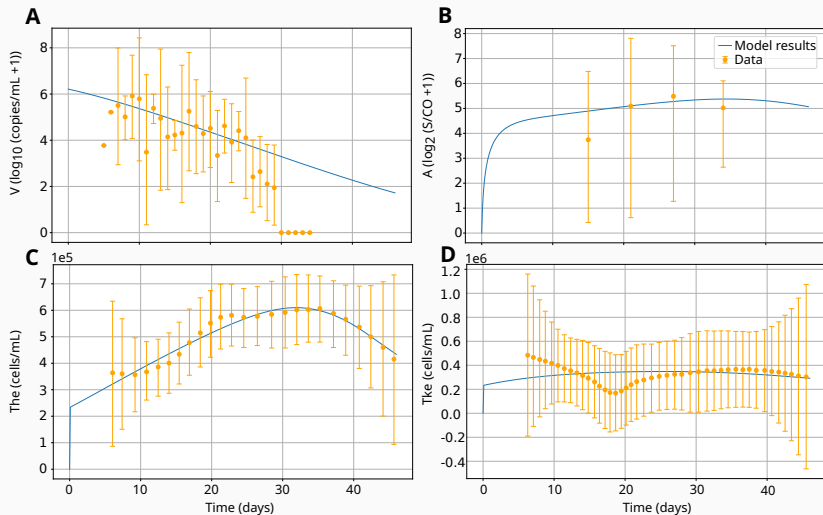 A
V (log10 (copies/mL +1))
8
6
4
2
0
B
A (log2 (S/CO +1))
8
7
6
5
4
3
2
1
0
Model results
Data
C
1e5
The (cells/mL)
7
6
5
4
3
2
1
0
0 10 20 30 40
Time (days)
D
1e6
Tke (cells/mL)
1.2
1.0
0.8
0.6
0.4
0.2
0.0
-0.2
-0.4
0 10 20 30 40
Time (days)